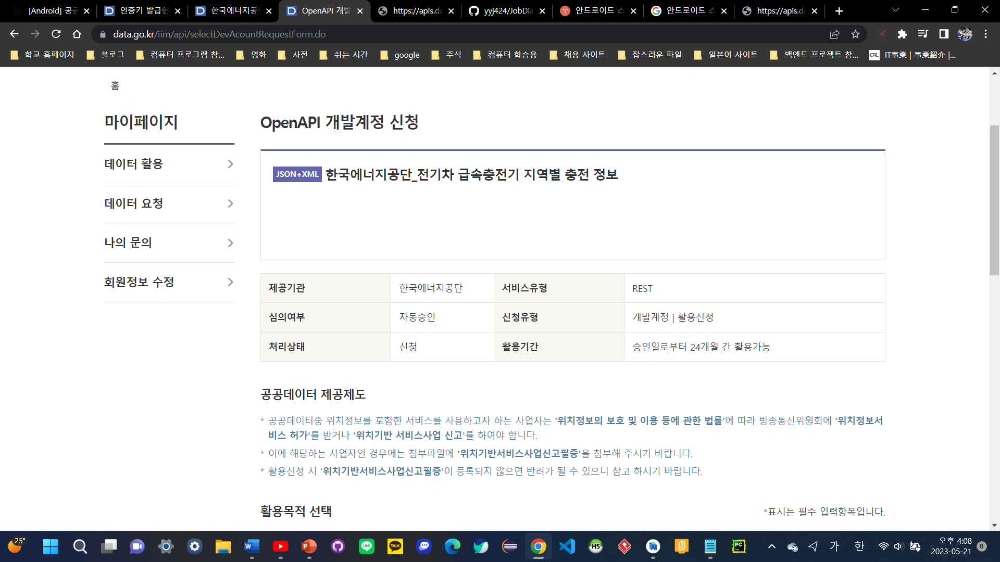 [Android] 공공
인증키 발급현
한국에너지공단
OpenAPI 개발
https://apis.da
yyj424/JobDia
안드로이드 스
안드로이드 스
https://apis.da
data.go.kr/iim/api/selectDevAcountRequestForm.do
학교 홈페이지
블로그
컴퓨터 프로그램 참...
영화
사전
쉬는 시간
google
주식
컴퓨터 학습용
채용 사이트
잡스러운 파일
일본어 사이트
백앤드 프로젝트 참...
CAL
IT事業 | 事業紹介 |...
홈
마이페이지
데이터 활용
데이터 요청
나의 문의
회원정보 수정
OpenAPI 개발계정 신청
JSON+XML 한국에너지공단_전기차 급속충전기 지역별 충전 정보
제공기관 한국에너지공단 서비스유형 REST
심의여부 자동승인 신청유형 개발계정 | 활용신청
처리상태 신청 활용기간 승인일로부터 24개월 간 활용가능
공공데이터 제공제도
* 공공데이터중 위치정보를 포함한 서비스를 사용하고자 하는 사업자는 '위치정보의 보호 및 이용 등에 관한 법률'에 따라 방송통신위원회에 '위치정보서
비스 허가'를 받거나 '위치기반 서비스사업 신고'를 하여야 합니다.
* 이에 해당하는 사업자인 경우에는 첨부파일에 '위치기반서비스사업신고필증'을 첨부해 주시기 바랍니다.
* 활용신청 시 '위치기반서비스사업신고필증'이 등록되지 않으면 반려가 될 수 있으니 참고 하시기 바랍니다.
활용목적 선택
*표시는 필수 입력항목입니다.
25°
W
P
LINE
TALK
HS
PC
가
한
오후 4:08
2023-05-21
8